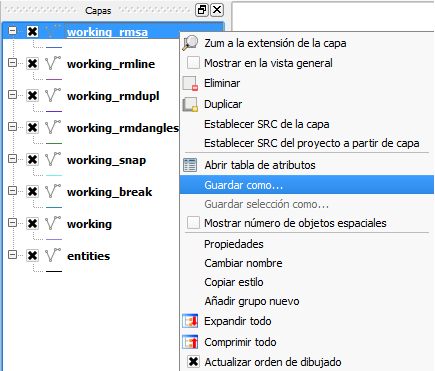 Capas
working_rmsa
working_rmline
working_rmdupl
working_rmdangles
working_snap
working_break
working
entities
Zum a la extensión de la capa
Mostrar en la vista general
Eliminar
Duplicar
Establecer SRC de la capa
Establecer SRC del proyecto a partir de capa
Abrir tabla de atributos
Guardar como...
Guardar selección como...
Mostrar número de objetos espaciales
Propiedades
Cambiar nombre
Copiar estilo
Añadir grupo nuevo
Expandir todo
Comprimir todo
Actualizar orden de dibujado